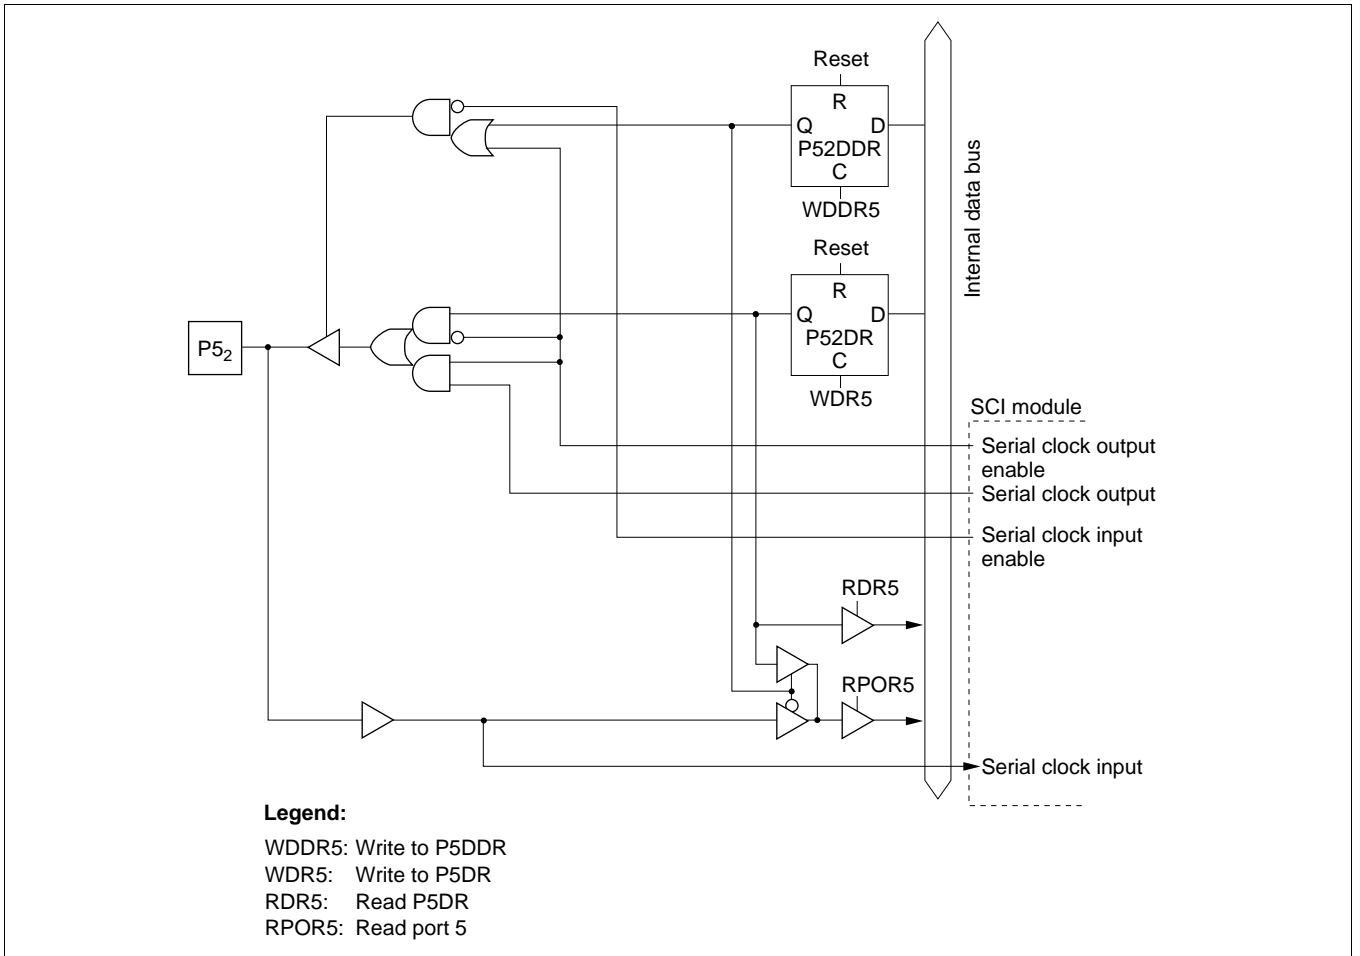 Reset
R
Q D
P52DDR
C
WDDR5
Internal data bus
Reset
R
Q D
P52DR
C
WDR5
P5₂
SCI module
Serial clock output
enable
Serial clock output
Serial clock input
enable
RDR5
RPOR5
Serial clock input
Legend:
WDDR5: Write to P5DDR
WDR5: Write to P5DR
RDR5: Read P5DR
RPOR5: Read port 5